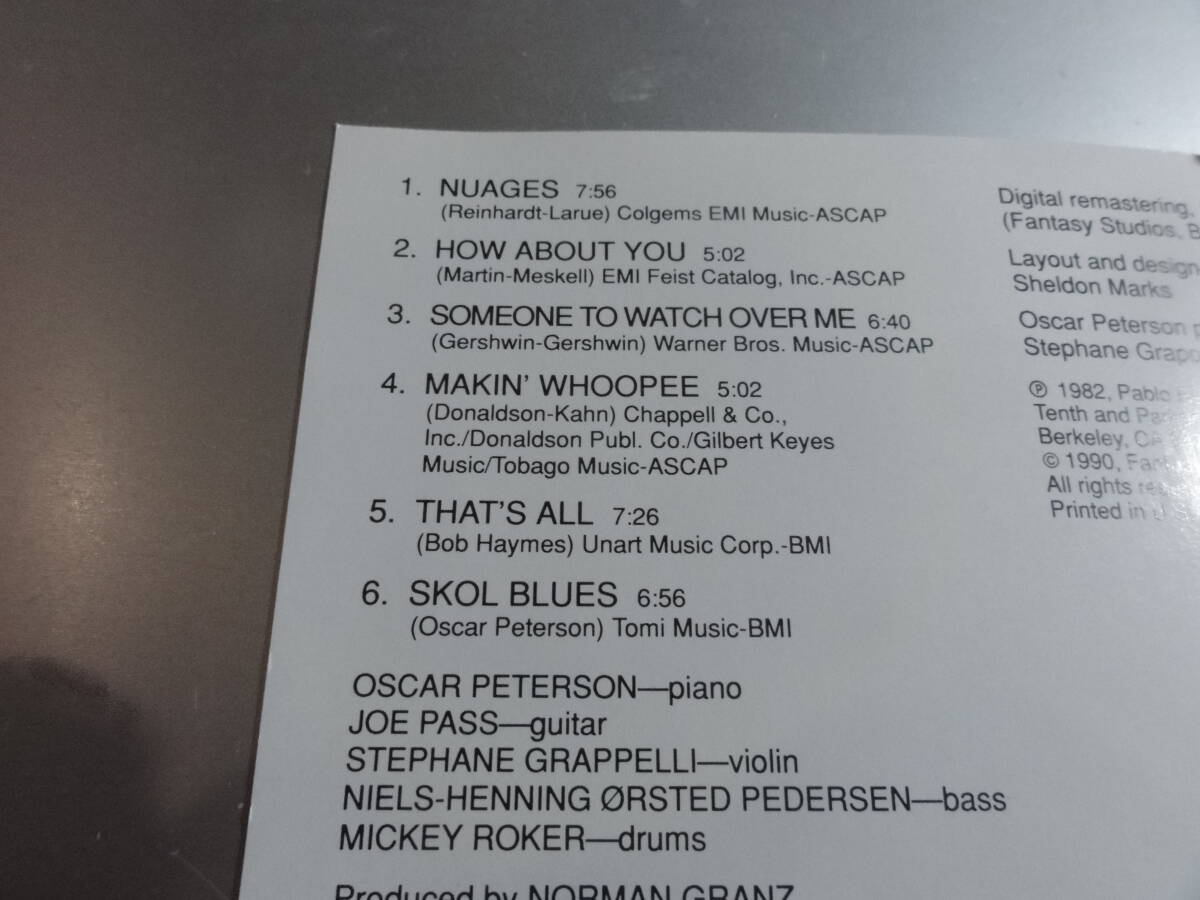 1. NUAGES 7:56
(Reinhardt-Larue) Colgems EMI Music-ASCAP
2. HOW ABOUT YOU 5:02
(Martin-Meskell) EMI Feist Catalog, Inc.-ASCAP
3. SOMEONE TO WATCH OVER ME 6:40
(Gershwin-Gershwin) Warner Bros. Music-ASCAP
4. MAKIN' WHOOPEE 5:02
(Donaldson-Kahn) Chappell & Co.,
Inc./Donaldson Publ. Co./Gilbert Keyes
Music/Tobago Music-ASCAP
5. THAT'S ALL 7:26
(Bob Haymes) Unart Music Corp.-BMI
6. SKOL BLUES 6:56
(Oscar Peterson) Tomi Music-BMI
OSCAR PETERSON—piano
JOE PASS—guitar
STEPHANE GRAPPELLI—violin
NIELS-HENNING ØRSTED PEDERSEN—bass
MICKEY ROKER—drums
Produced by NORMAN GRANZ
Digital remastering,
(Fantasy Studios,
Layout and design
Sheldon Marks
Oscar Peterson
Stephane
℗ 1982, Pablo
Tenth and
Berkeley,
© 1990,
All rights
Printed in